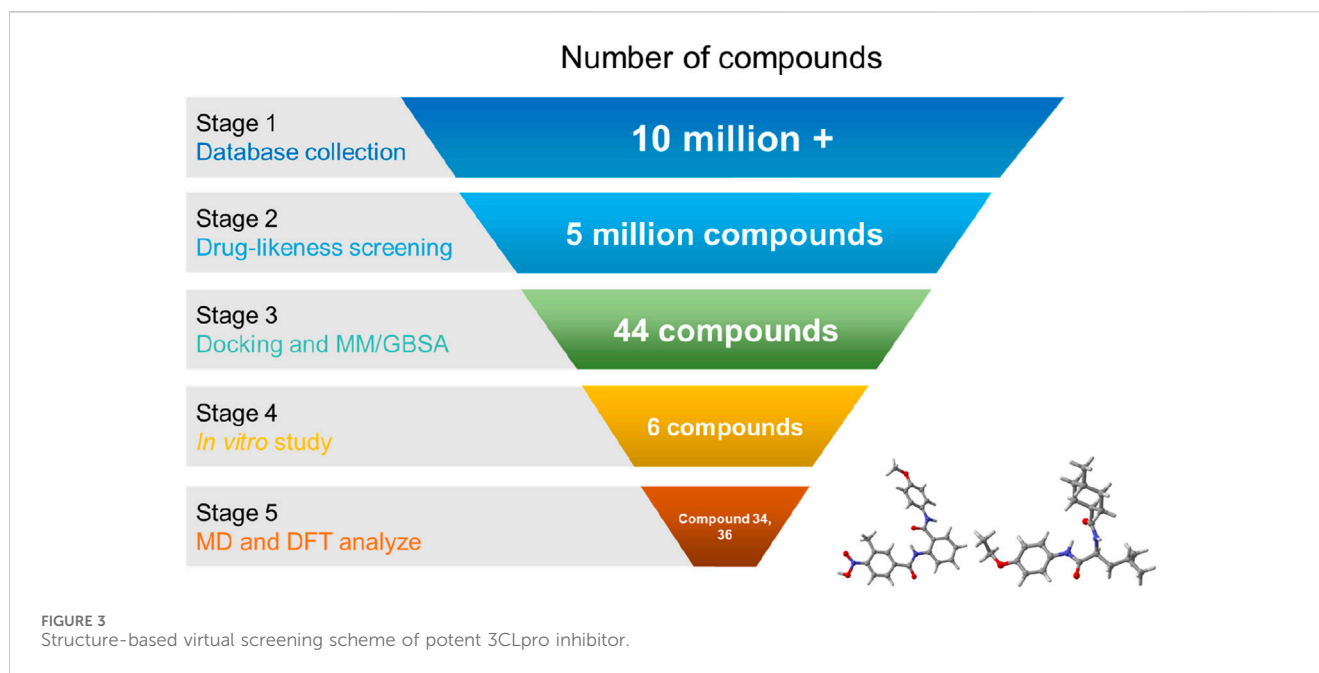 Number of compounds
Stage 1
Database collection
10 million +
Stage 2
Drug-likeness screening
5 million compounds
Stage 3
Docking and MM/GBSA
44 compounds
Stage 4
In vitro study
6 compounds
Stage 5
MD and DFT analyze
Compound 34,
36
FIGURE 3
Structure-based virtual screening scheme of potent 3CLpro inhibitor.